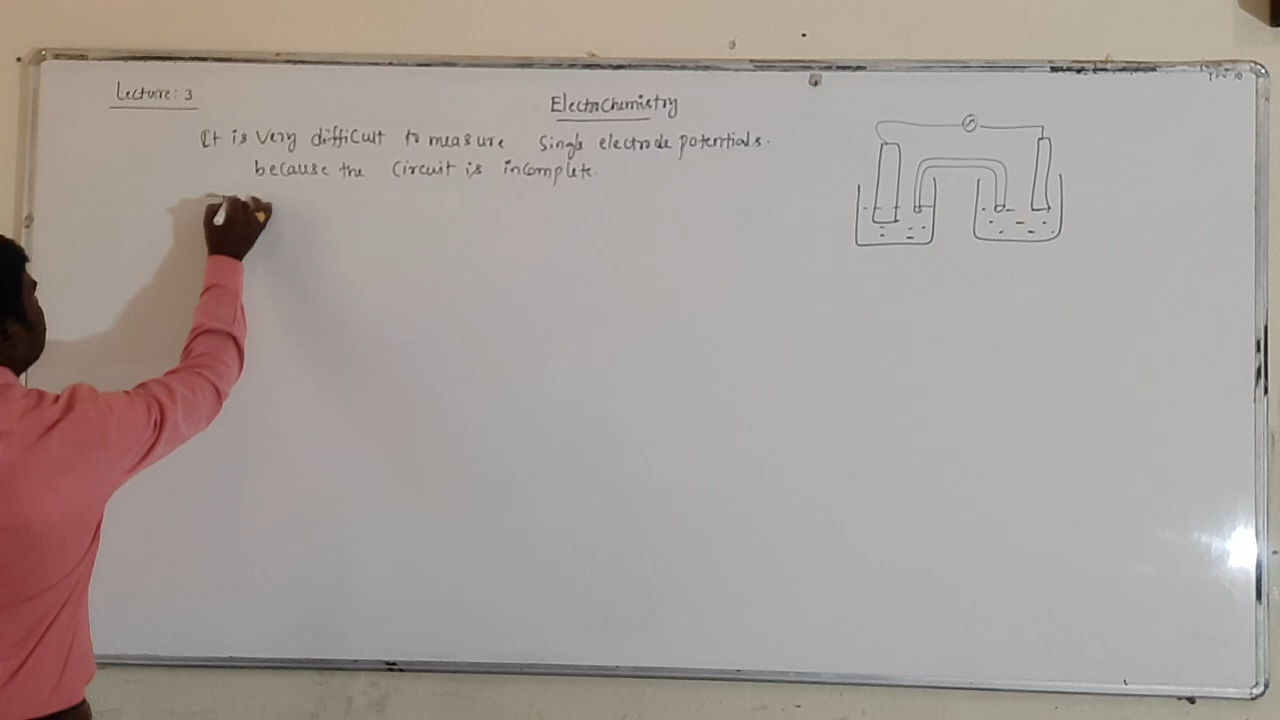 Lecture: 3
ElectroChemistry
It is Very difficult to measure Single electrode potentials.
because the Circuit is incomplete.